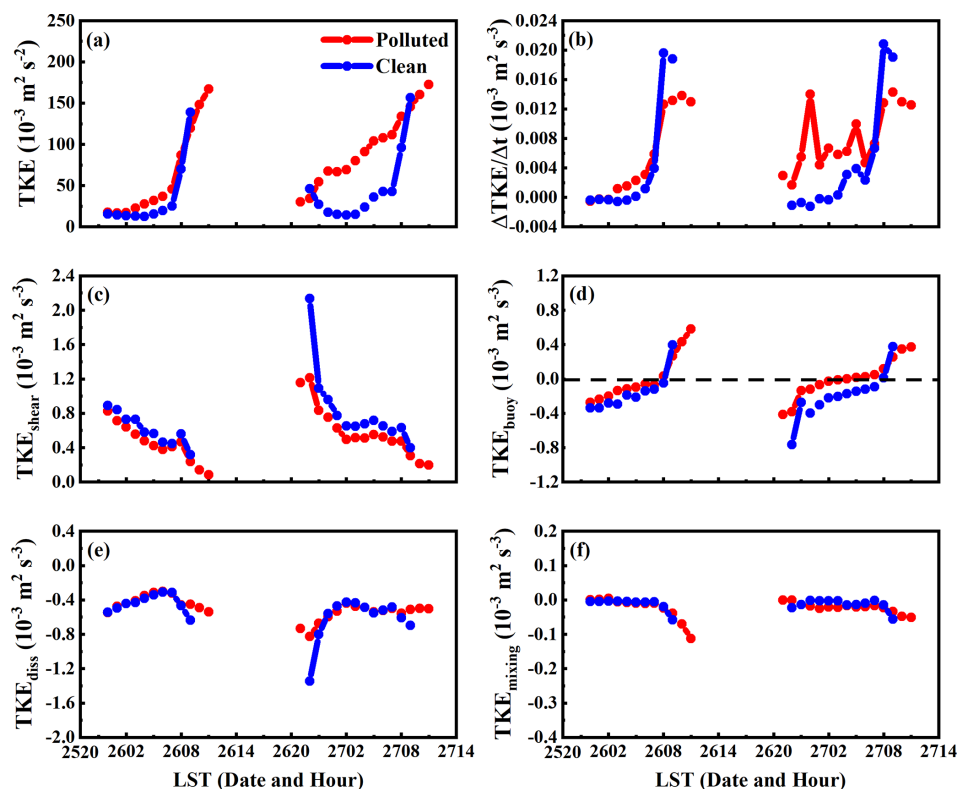 (a)
Polluted
Clean
TKE (10⁻³ m² s⁻²)
250
200
150
100
50
0
(b)
ΔTKE/Δt (10⁻³ m² s⁻³)
0.024
0.020
0.016
0.012
0.008
0.004
0.000
-0.004
(c)
TKE_shear (10⁻³ m² s⁻³)
2.4
1.8
1.2
0.6
0.0
(d)
TKE_buoy (10⁻³ m² s⁻³)
1.2
0.8
0.4
0.0
-0.4
-0.8
-1.2
(e)
TKE_diss (10⁻³ m² s⁻³)
0.4
0.0
-0.4
-0.8
-1.2
-1.6
-2.0
2520 2602 2608 2614 2620 2702 2708 2714
LST (Date and Hour)
(f)
TKE_mixing (10⁻³ m² s⁻³)
0.2
0.1
0.0
-0.1
-0.2
-0.3
-0.4
2520 2602 2608 2614 2620 2702 2708 2714
LST (Date and Hour)